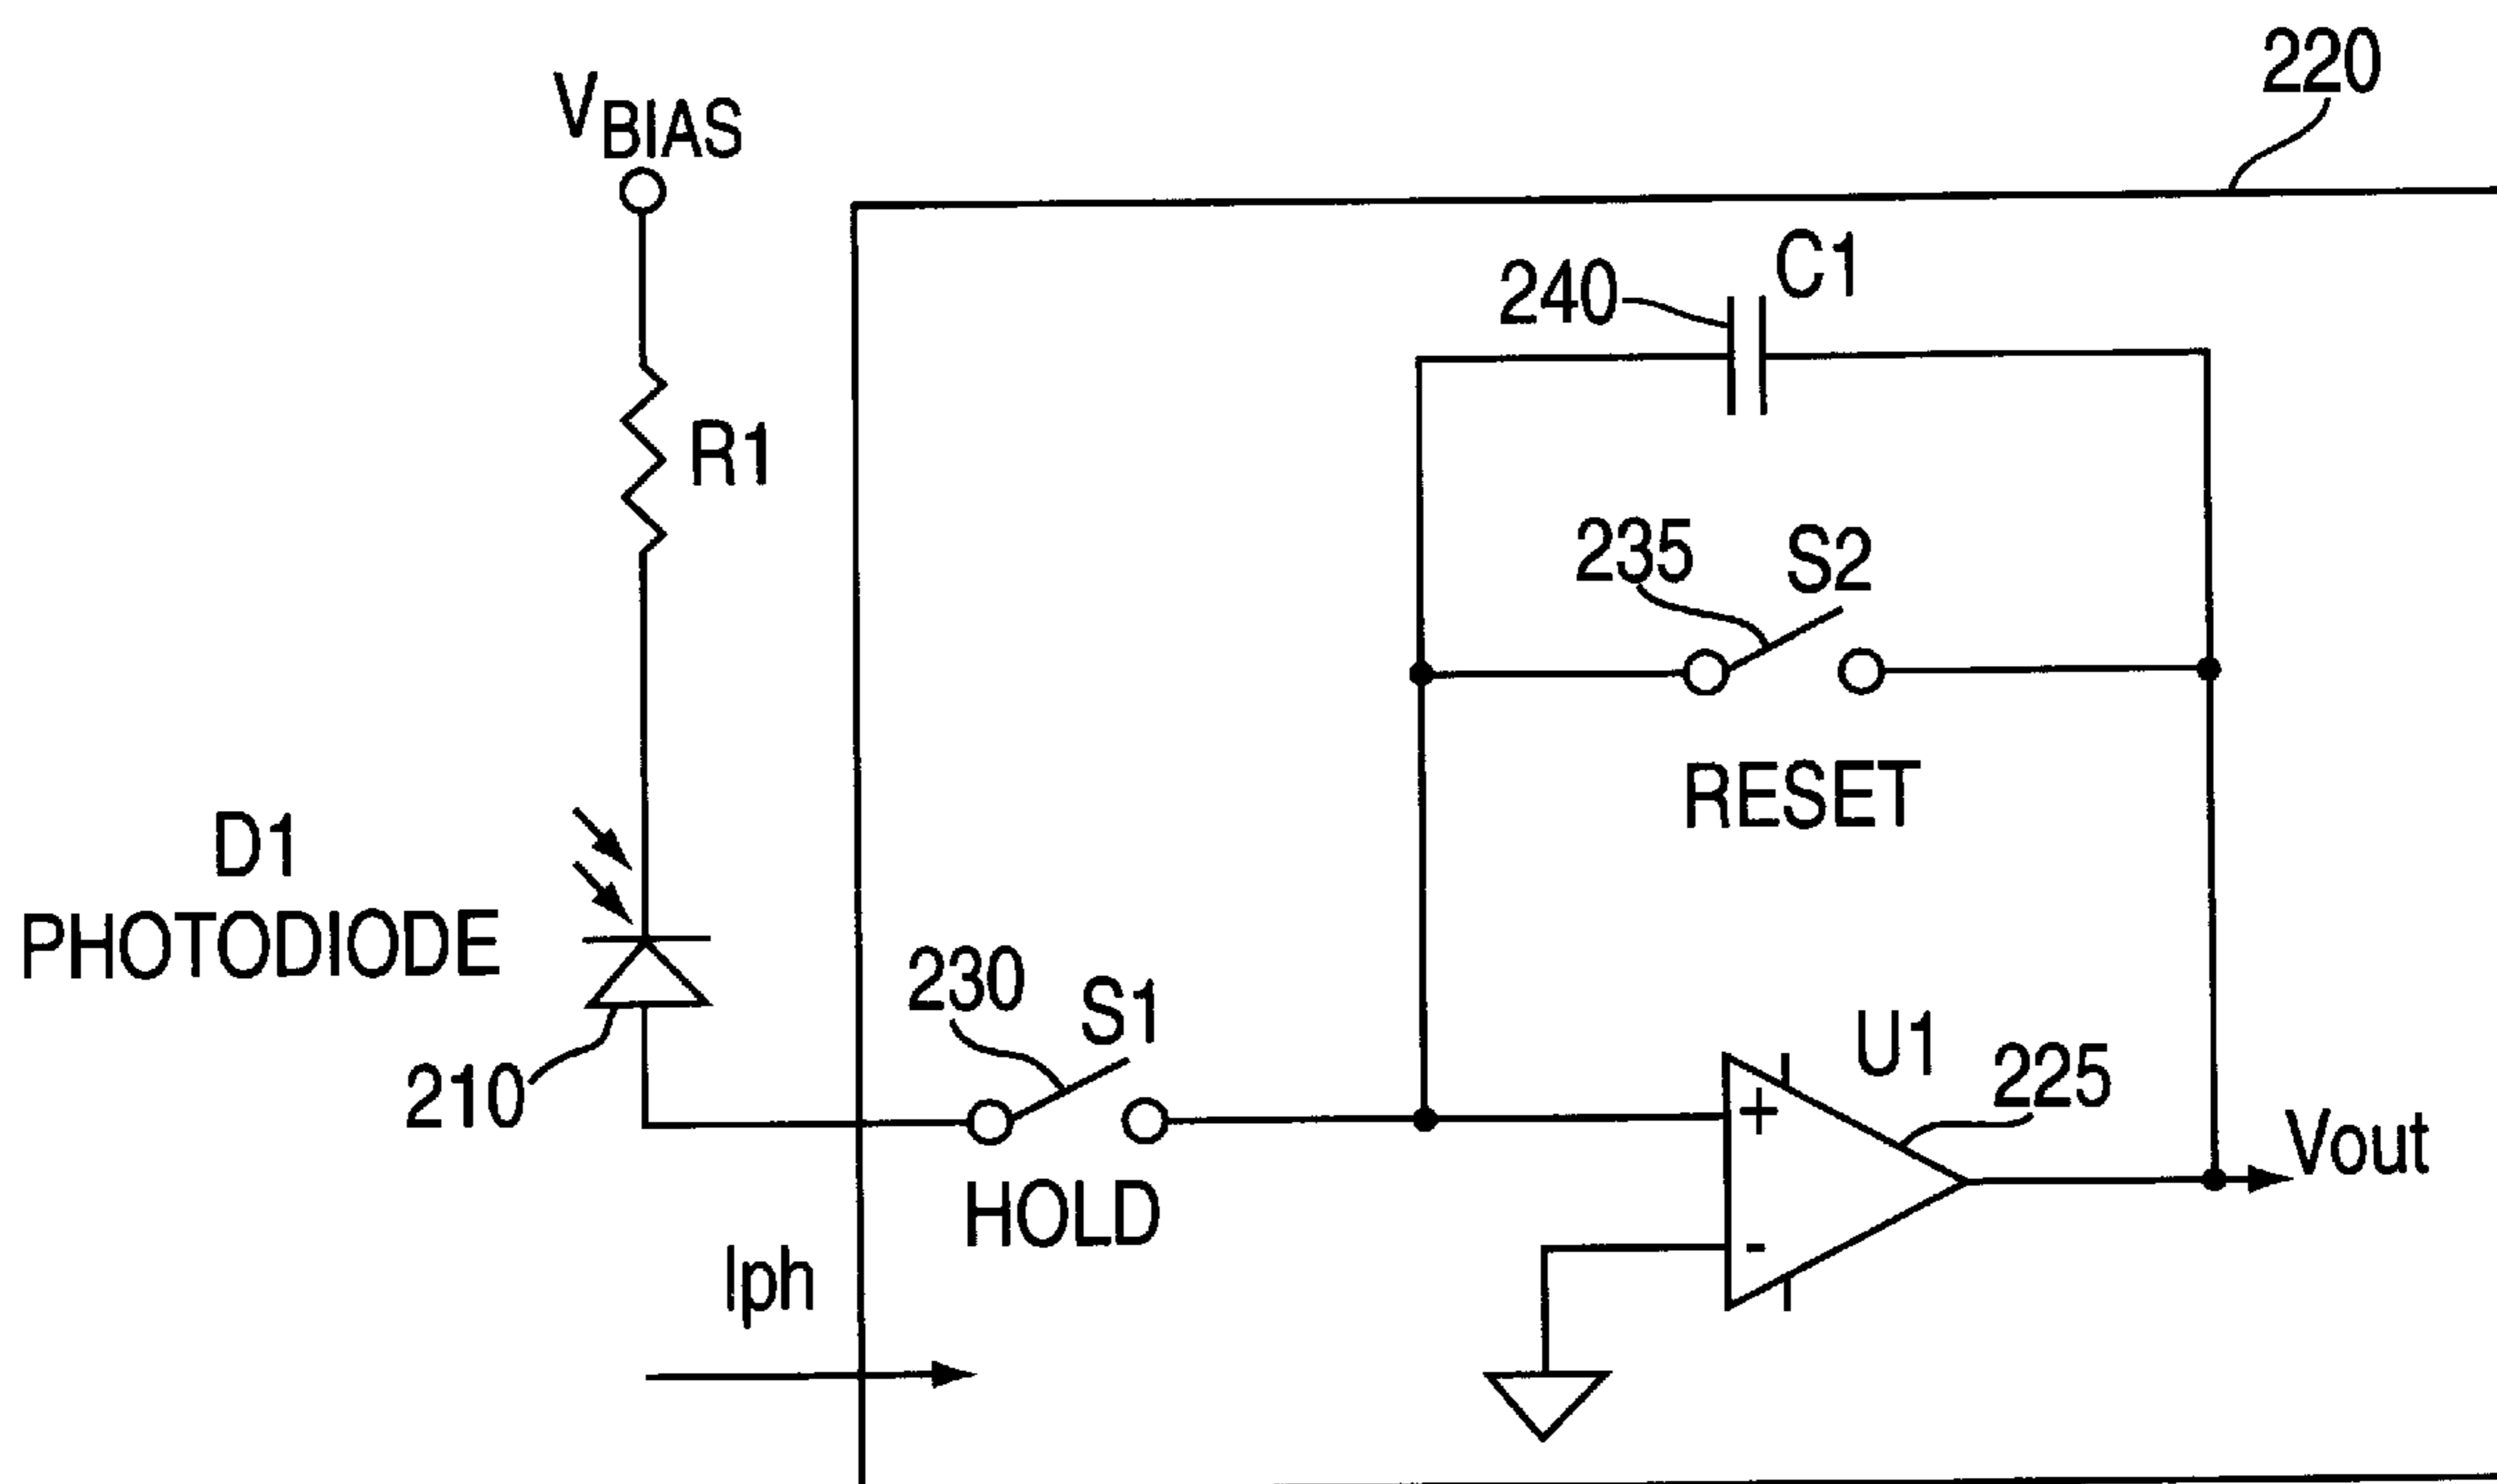 220
VBIAS
C1
240
R1
235
S2
RESET
D1
PHOTODIODE
230
S1
210
HOLD
U1
225
+
-
Vout
Iph